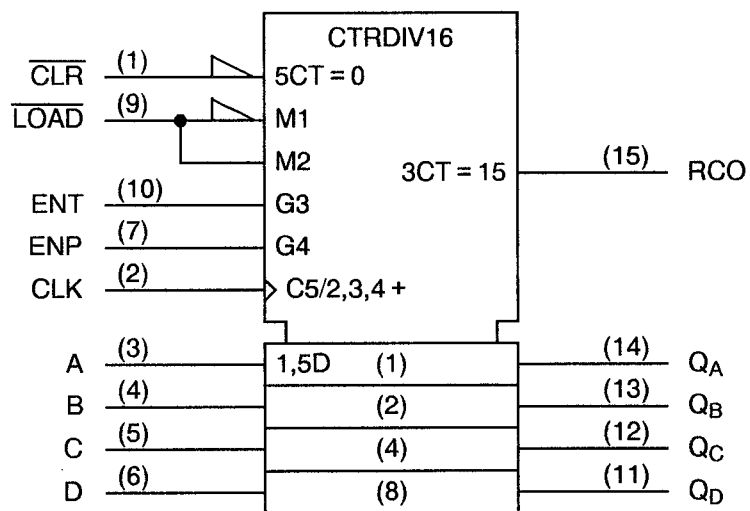 CTRDIV16
CLR (1) 5CT = 0
LOAD (9) M1
M2
3CT = 15 (15) RCO
ENT (10) G3
ENP (7) G4
CLK (2) C5/2,3,4 +
A (3) 1,5D (1) (14) QA
B (4) (2) (13) QB
C (5) (4) (12) QC
D (6) (8) (11) QD